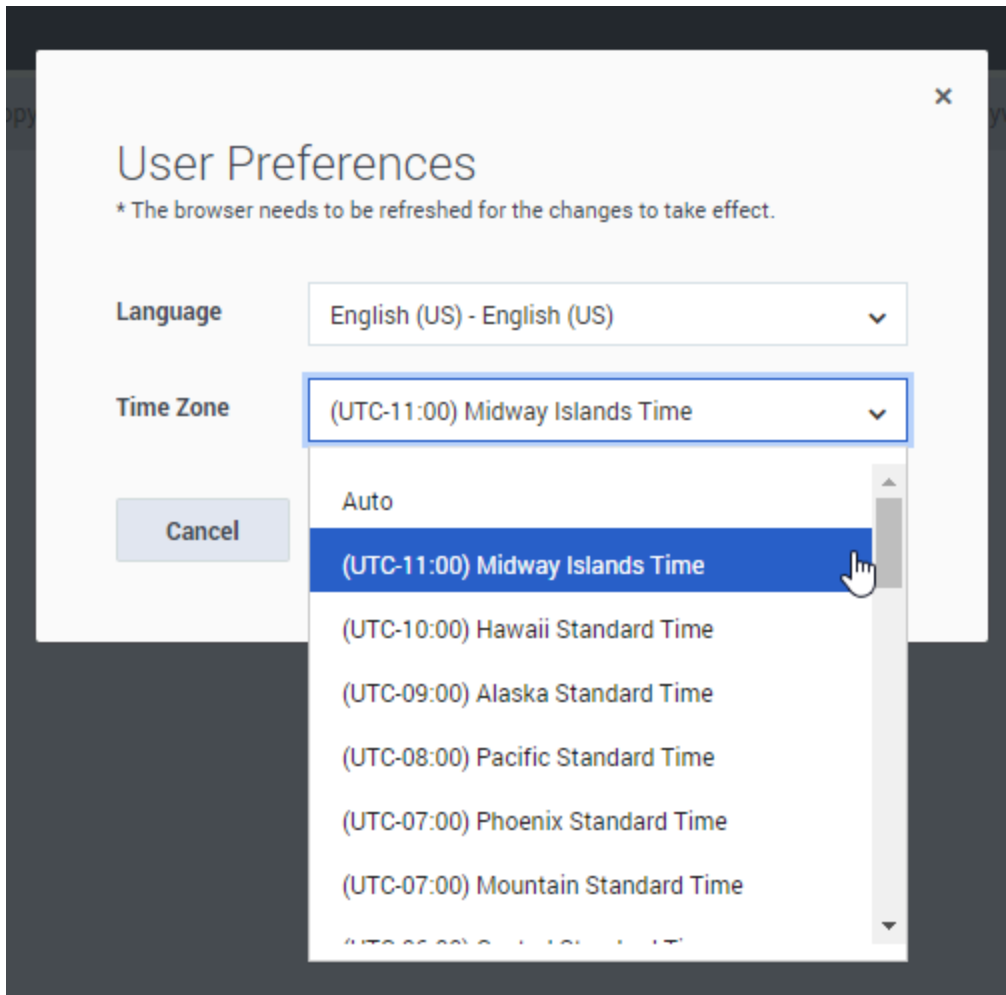 ×
User Preferences
* The browser needs to be refreshed for the changes to take effect.
Language
English (US) - English (US)
Time Zone
(UTC-11:00) Midway Islands Time
Auto
Cancel
(UTC-11:00) Midway Islands Time
(UTC-10:00) Hawaii Standard Time
(UTC-09:00) Alaska Standard Time
(UTC-08:00) Pacific Standard Time
(UTC-07:00) Phoenix Standard Time
(UTC-07:00) Mountain Standard Time